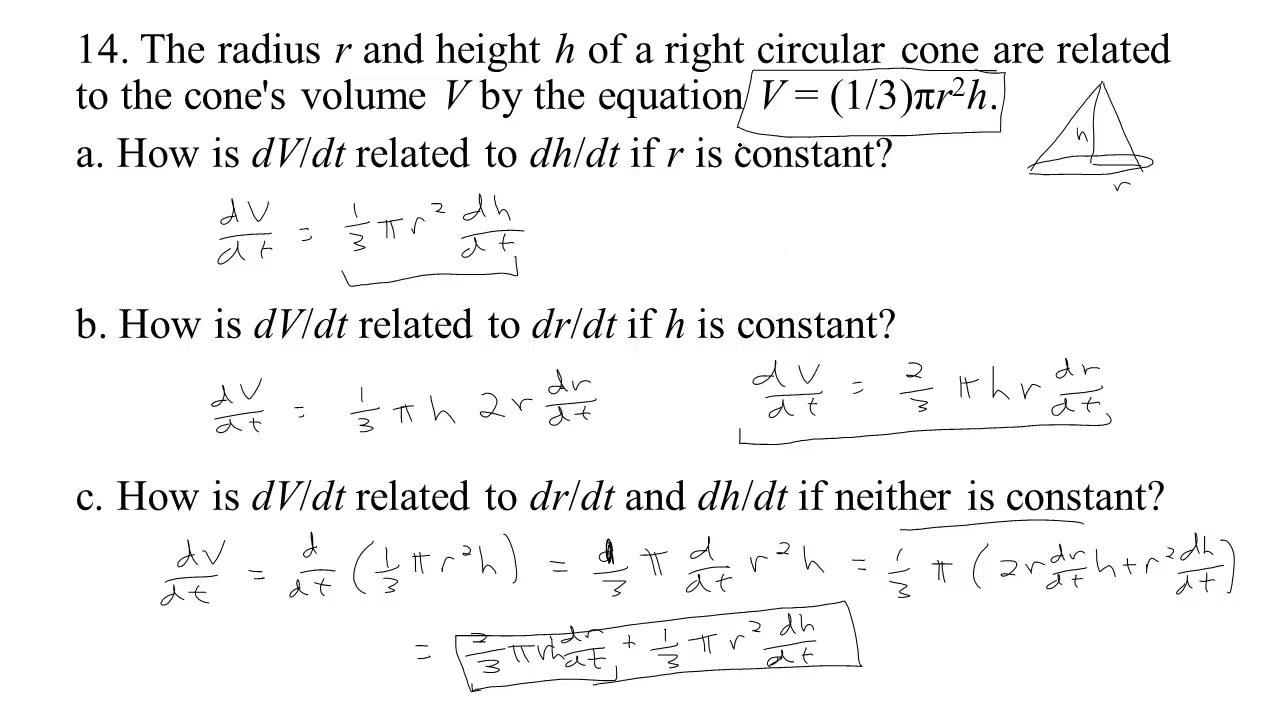 14. The radius r and height h of a right circular cone are related
to the cone's volume V by the equation V = (1/3)πr²h.
h
r
a. How is dV/dt related to dh/dt if r is constant?
dV/dt = 1/3 π r² dh/dt
b. How is dV/dt related to dr/dt if h is constant?
dV/dt = 1/3 π h 2r dr/dt    dV/dt = 2/3 π h r dr/dt
c. How is dV/dt related to dr/dt and dh/dt if neither is constant?
dV/dt = d/dt (1/3 π r² h) = 1/3 π d/dt r² h = 1/3 π (2r dr/dt h + r² dh/dt)
= 2/3 π r h dr/dt + 1/3 π r² dh/dt